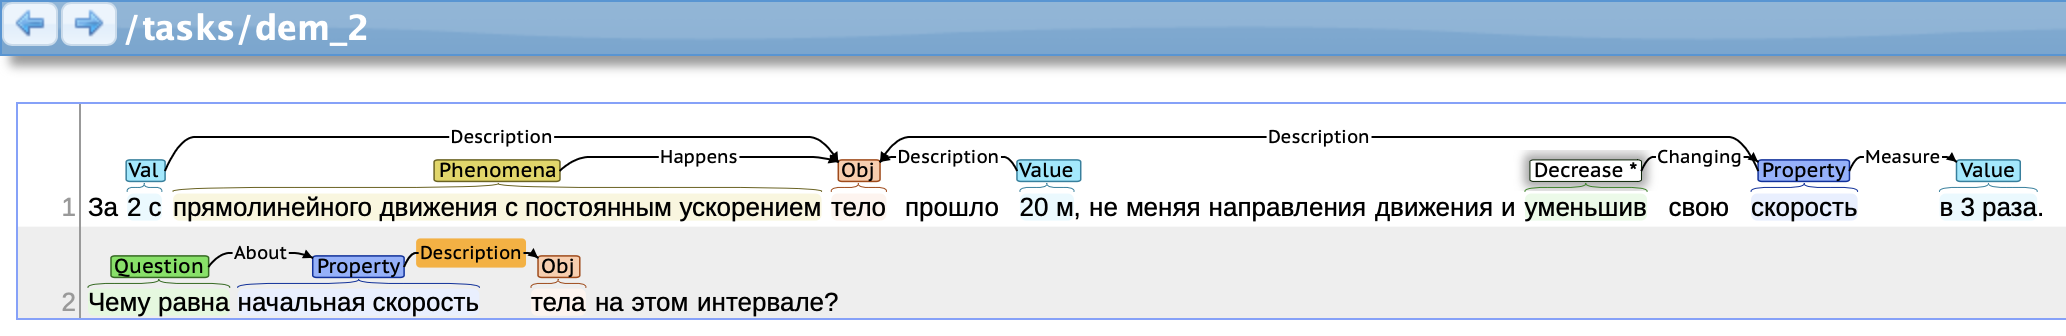 /tasks/dem_2
Description Description
Happens Description Changing Measure
Val Phenomena Obj Value Decrease * Property Value
1 За 2 с прямолинейного движения с постоянным ускорением тело прошло 20 м, не меняя направления движения и уменьшив свою скорость в 3 раза.
About Description
Question Property Obj
2 Чему равна начальная скорость тела на этом интервале?